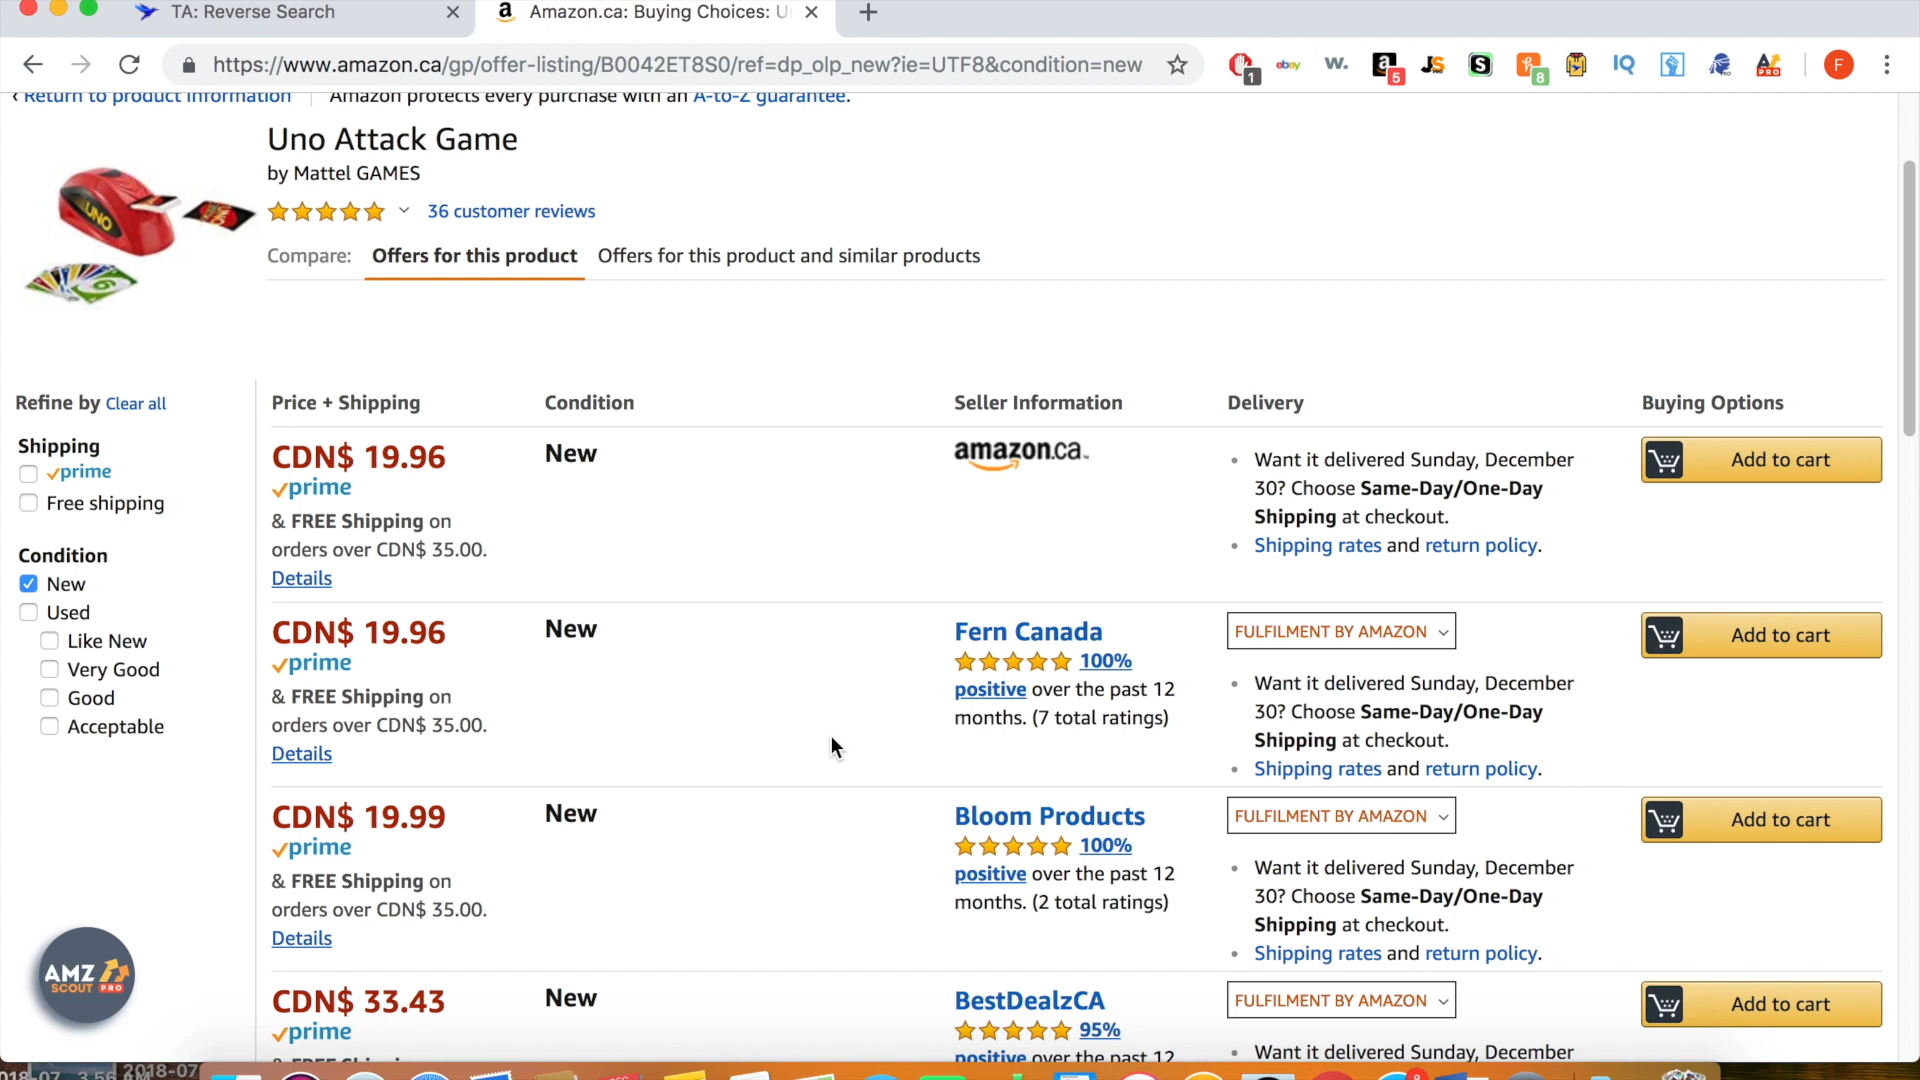 TA: Reverse Search
Amazon.ca: Buying Choices: U
https://www.amazon.ca/gp/offer-listing/B0042ET8S0/ref=dp_olp_new?ie=UTF8&condition=new
1
ebay
w.
a
5
JS
S
8
IQ
PRO
F
‹ Return to product information
Amazon protects every purchase with an A-to-Z guarantee.
Uno Attack Game
by Mattel GAMES
36 customer reviews
Compare: Offers for this product Offers for this product and similar products
UNO
Refine by Clear all
Shipping
prime
Free shipping
Condition
New
Used
Like New
Very Good
Good
Acceptable
AMZ
SCOUT PRO
Price + Shipping Condition Seller Information Delivery Buying Options
CDN$ 19.96
prime
& FREE Shipping on
orders over CDN$ 35.00.
Details
New
amazon.ca
Want it delivered Sunday, December
30? Choose Same-Day/One-Day
Shipping at checkout.
Shipping rates and return policy.
Add to cart
CDN$ 19.96
prime
& FREE Shipping on
orders over CDN$ 35.00.
Details
New
Fern Canada
100%
positive over the past 12
months. (7 total ratings)
FULFILMENT BY AMAZON
Want it delivered Sunday, December
30? Choose Same-Day/One-Day
Shipping at checkout.
Shipping rates and return policy.
Add to cart
CDN$ 19.99
prime
& FREE Shipping on
orders over CDN$ 35.00.
Details
New
Bloom Products
100%
positive over the past 12
months. (2 total ratings)
FULFILMENT BY AMAZON
Want it delivered Sunday, December
30? Choose Same-Day/One-Day
Shipping at checkout.
Shipping rates and return policy.
Add to cart
CDN$ 33.43
prime
New
BestDealzCA
95%
positive over the past 12
FULFILMENT BY AMAZON
Want it delivered Sunday, December
Add to cart